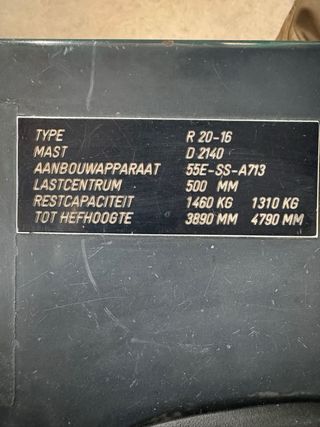 TYPE R 20-16
MAST D 2140
AANBOUWAPPARAAT 55E-SS-A713
LASTCENTRUM 500 MM
RESTCAPACITEIT 1460 KG 1310 KG
TOT HEFHOOGTE 3890 MM 4790 MM